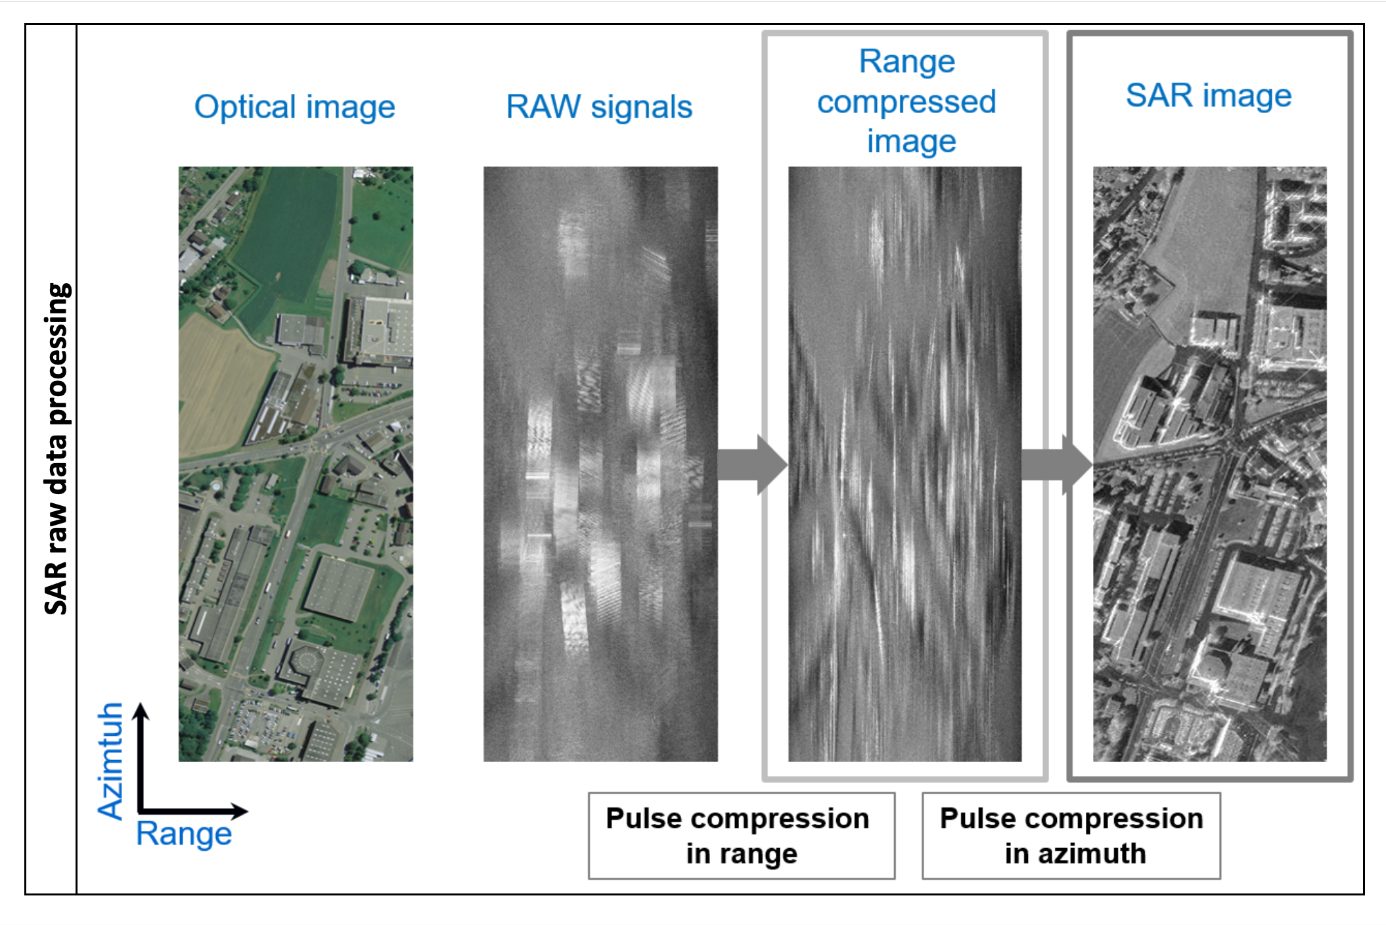 SAR raw data processing
Optical image
RAW signals
Range
compressed
image
SAR image
Azimtuh
Range
Pulse compression
in range
Pulse compression
in azimuth